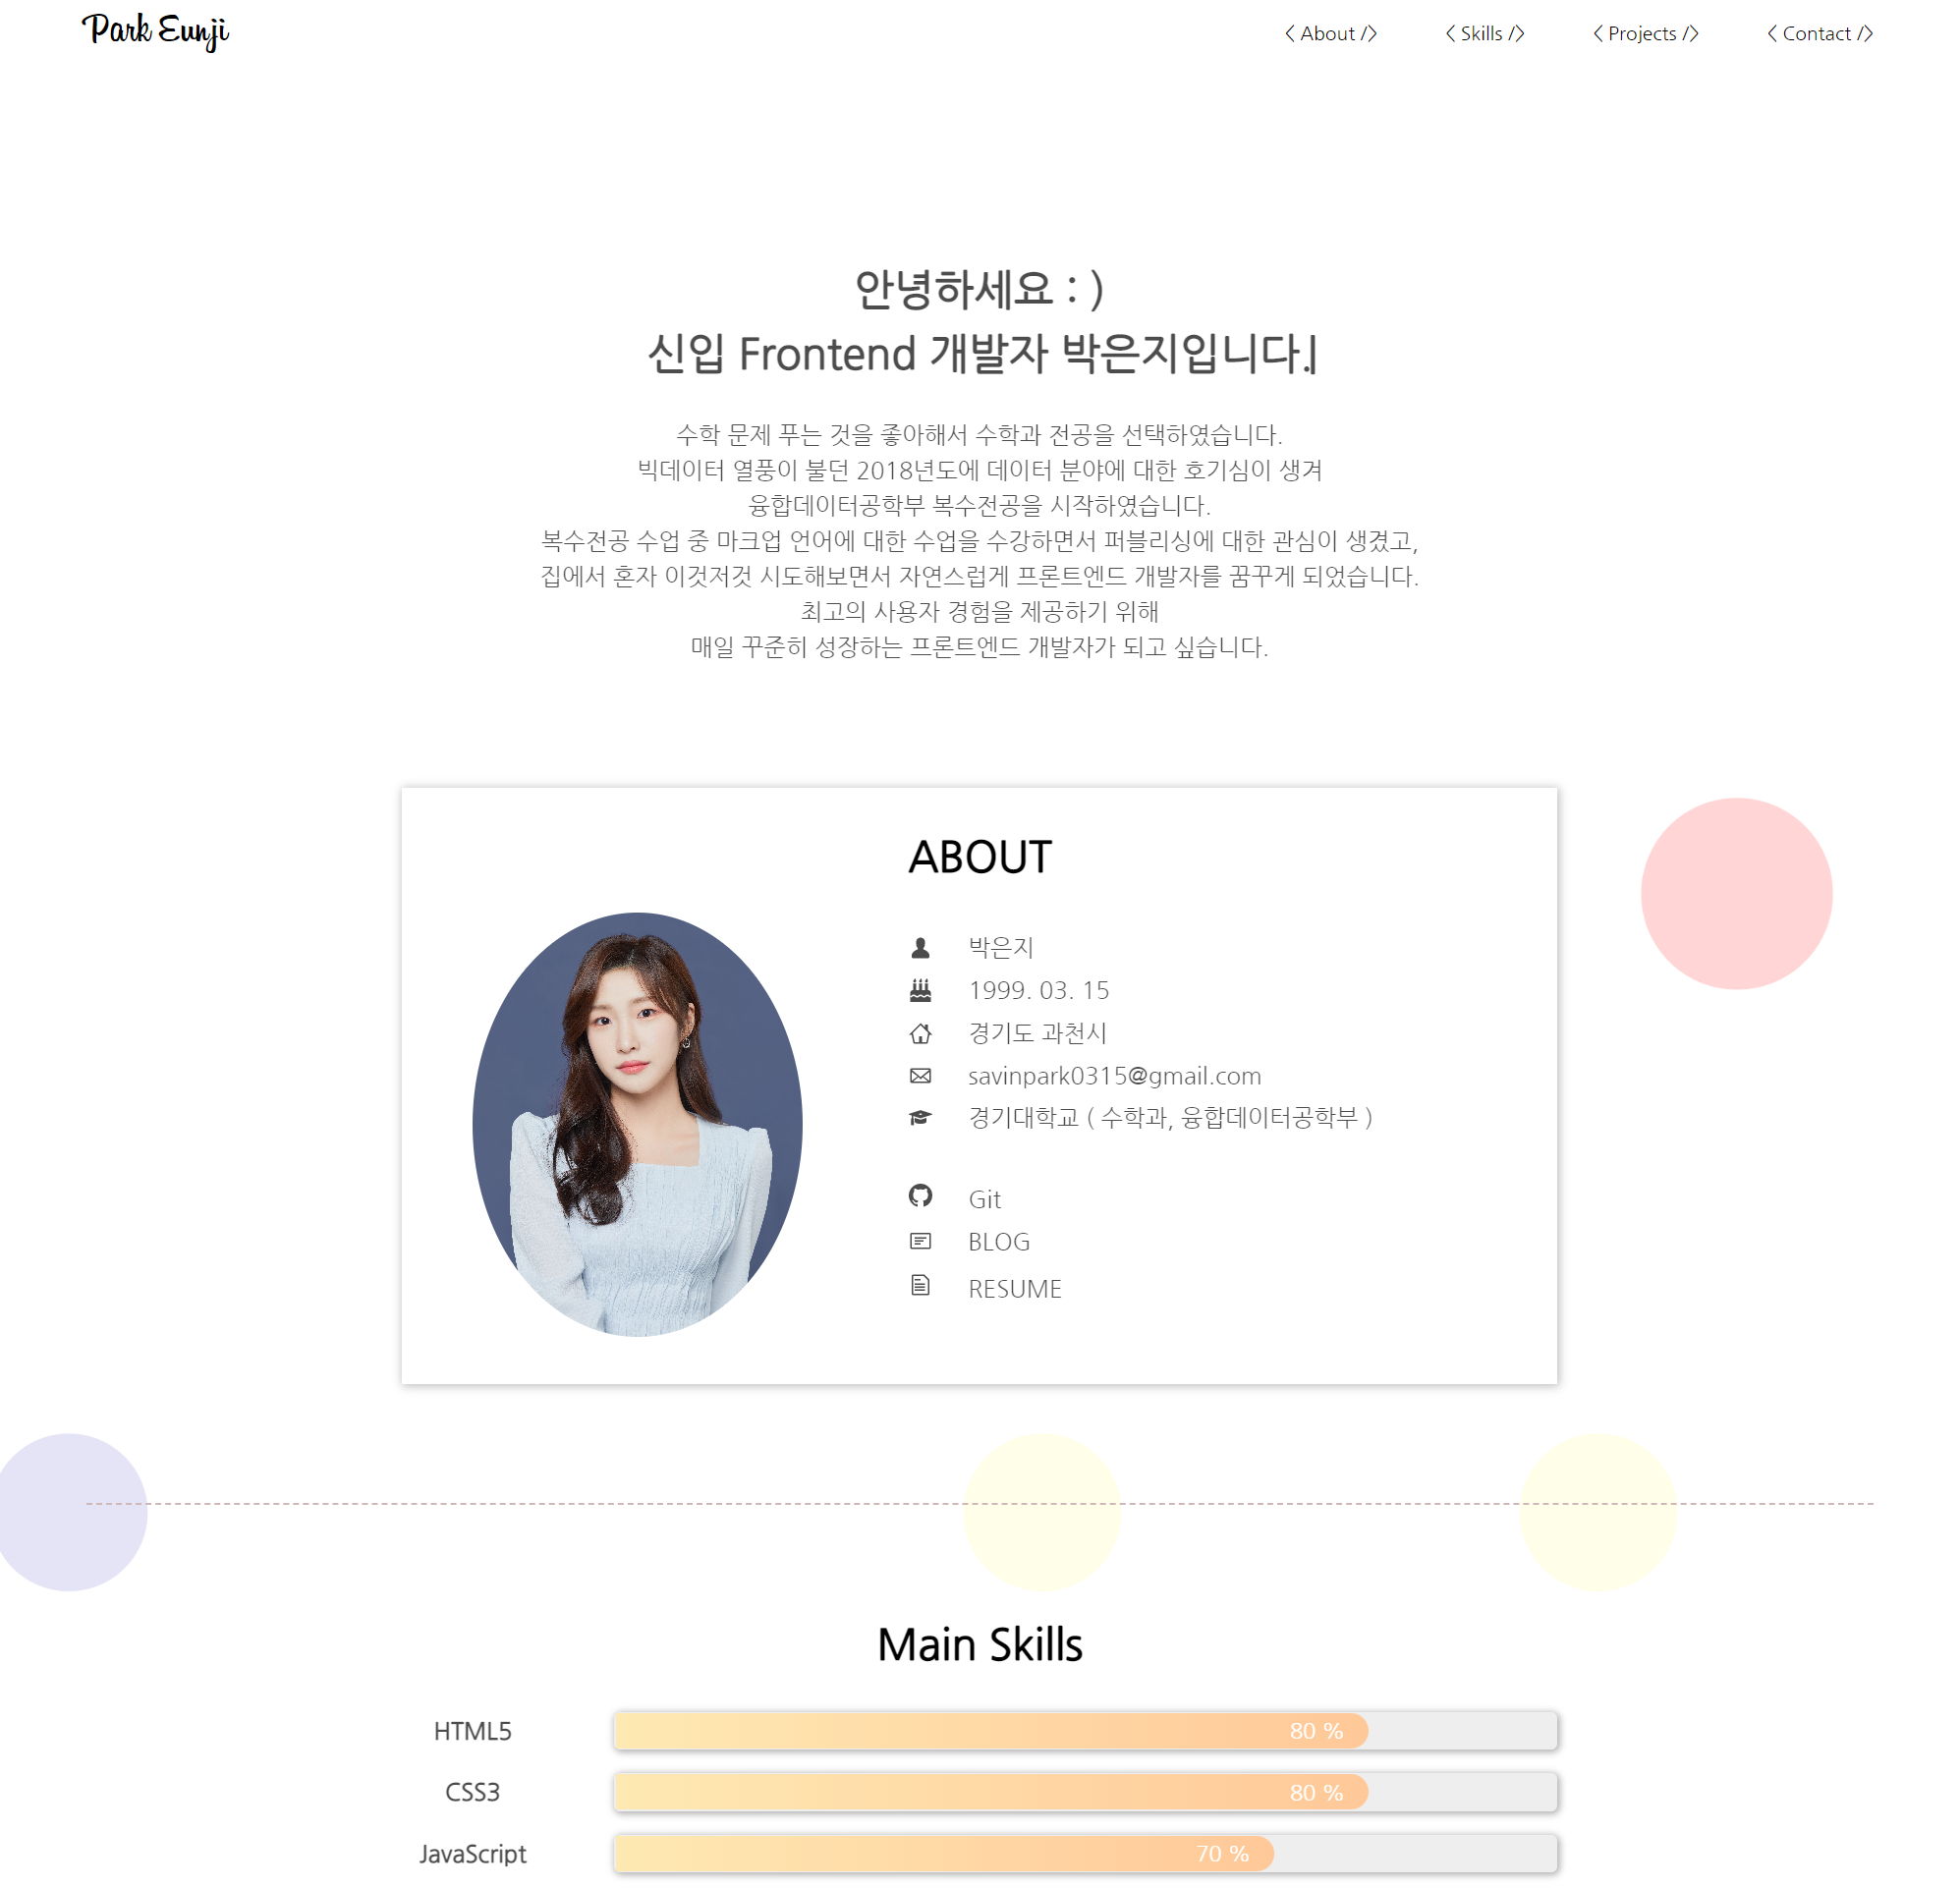 Park Eunji
< About />
< Skills />
< Projects />
< Contact />
안녕하세요 : )
신입 Frontend 개발자 박은지입니다.|
수학 문제 푸는 것을 좋아해서 수학과 전공을 선택하였습니다.
빅데이터 열풍이 불던 2018년도에 데이터 분야에 대한 호기심이 생겨
융합데이터공학부 복수전공을 시작하였습니다.
복수전공 수업 중 마크업 언어에 대한 수업을 수강하면서 퍼블리싱에 대한 관심이 생겼고,
집에서 혼자 이것저것 시도해보면서 자연스럽게 프론트엔드 개발자를 꿈꾸게 되었습니다.
최고의 사용자 경험을 제공하기 위해
매일 꾸준히 성장하는 프론트엔드 개발자가 되고 싶습니다.
ABOUT
박은지
1999. 03. 15
경기도 과천시
savinpark0315@gmail.com
경기대학교 ( 수학과, 융합데이터공학부 )
Git
BLOG
RESUME
Main Skills
HTML5 80 %
CSS3 80 %
JavaScript 70 %